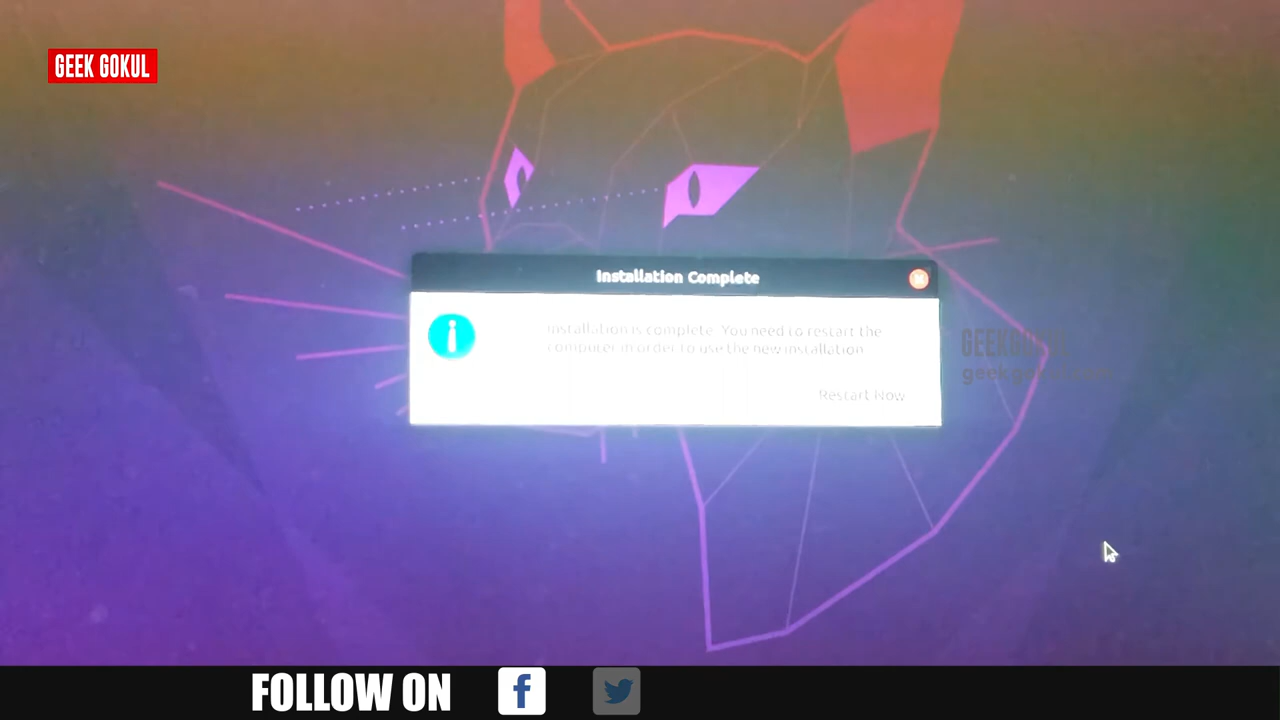 GEEK GOKUL
Installation Complete
Installation is complete. You need to restart the
computer in order to use the new installation.
GEEKGOKUL
Restart Now
FOLLOW ON